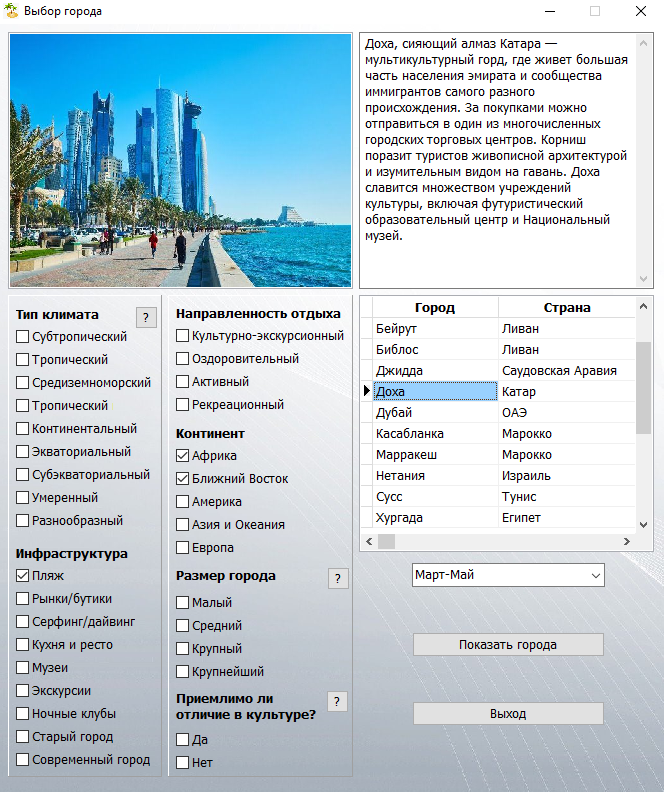 Выбор города
Доха, сияющий алмаз Катара —
мультикультурный горд, где живет большая
часть населения эмирата и сообщества
иммигрантов самого разного
происхождения. За покупками можно
отправиться в один из многочисленных
городских торговых центров. Корниш
поразит туристов живописной архитектурой
и изумительным видом на гавань. Доха
славится множеством учреждений
культуры, включая футуристический
образовательный центр и Национальный
музей.
Тип климата ?
Субтропический
Тропический
Средиземноморский
Тропический
Континентальный
Экваториальный
Субэкваториальный
Умеренный
Разнообразный
Инфраструктура
Пляж
Рынки/бутики
Серфинг/дайвинг
Кухня и ресто
Музеи
Экскурсии
Ночные клубы
Старый город
Современный город
Направленность отдыха
Культурно-экскурсионный
Оздоровительный
Активный
Рекреационный
Континент
Африка
Ближний Восток
Америка
Азия и Океания
Европа
Размер города ?
Малый
Средний
Крупный
Крупнейший
Приемлимо ли ?
отличие в культуре?
Да
Нет
Город Страна
Бейрут Ливан
Библос Ливан
Джидда Саудовская Аравия
Доха Катар
Дубай ОАЭ
Касабланка Марокко
Марракеш Марокко
Нетания Израиль
Сусс Тунис
Хургада Египет
Март-Май
Показать города
Выход